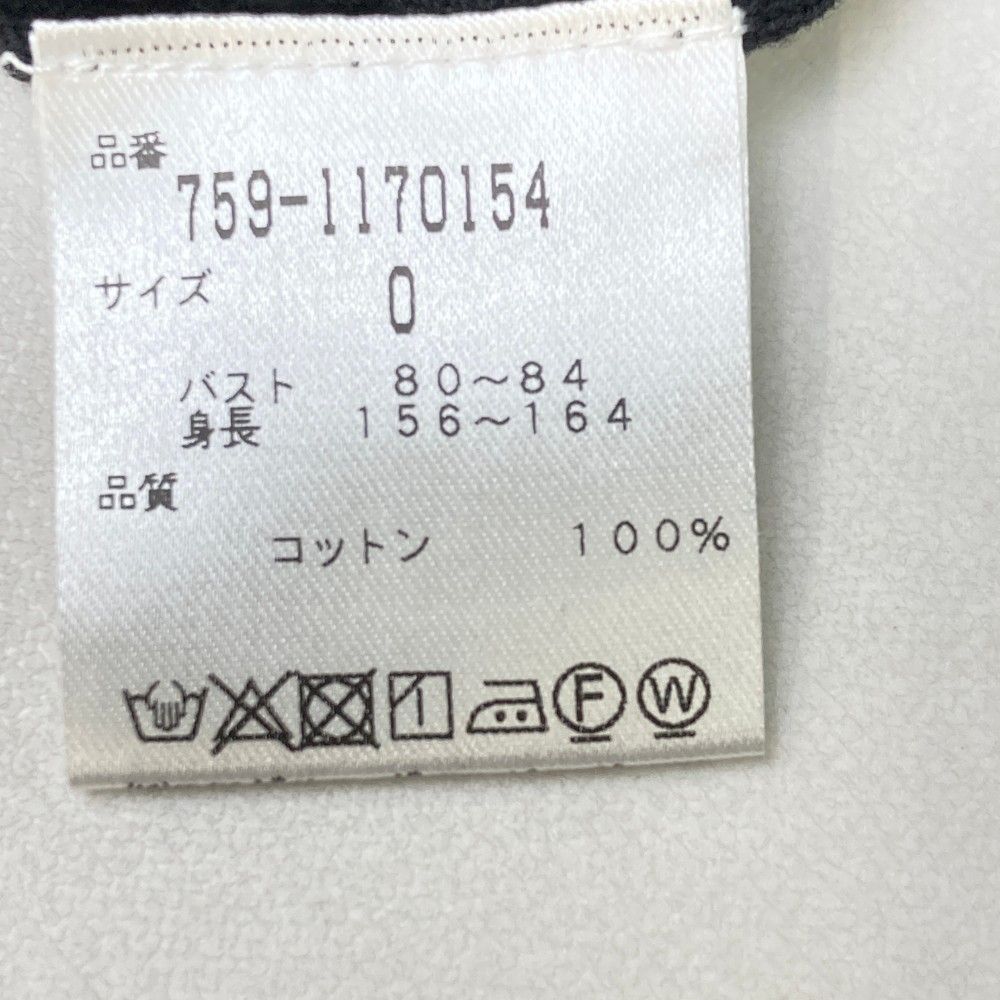 品番
759-1170154
サイズ 0
バスト 80～84
身長 156～164
品質
コットン 100%
F W